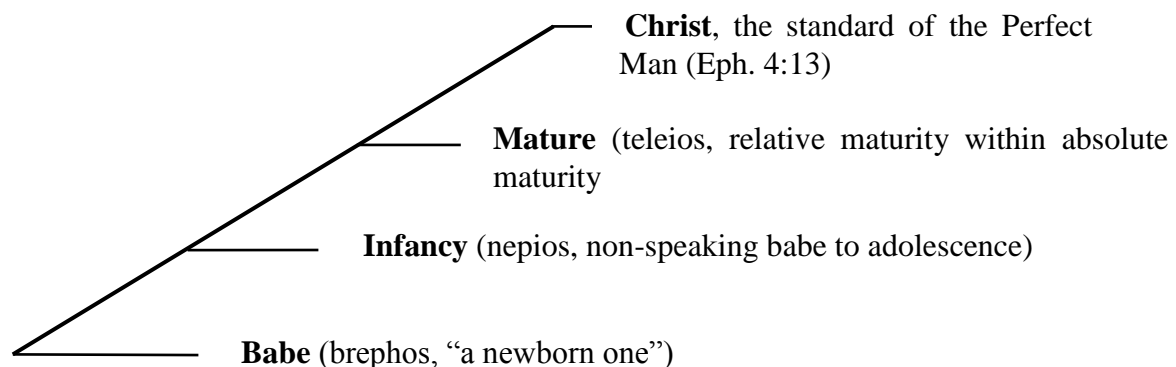 Christ, the standard of the Perfect
Man (Eph. 4:13)
Mature (teleios, relative maturity within absolute
maturity
Infancy (nepios, non-speaking babe to adolescence)
Babe (brephos, “a newborn one”)